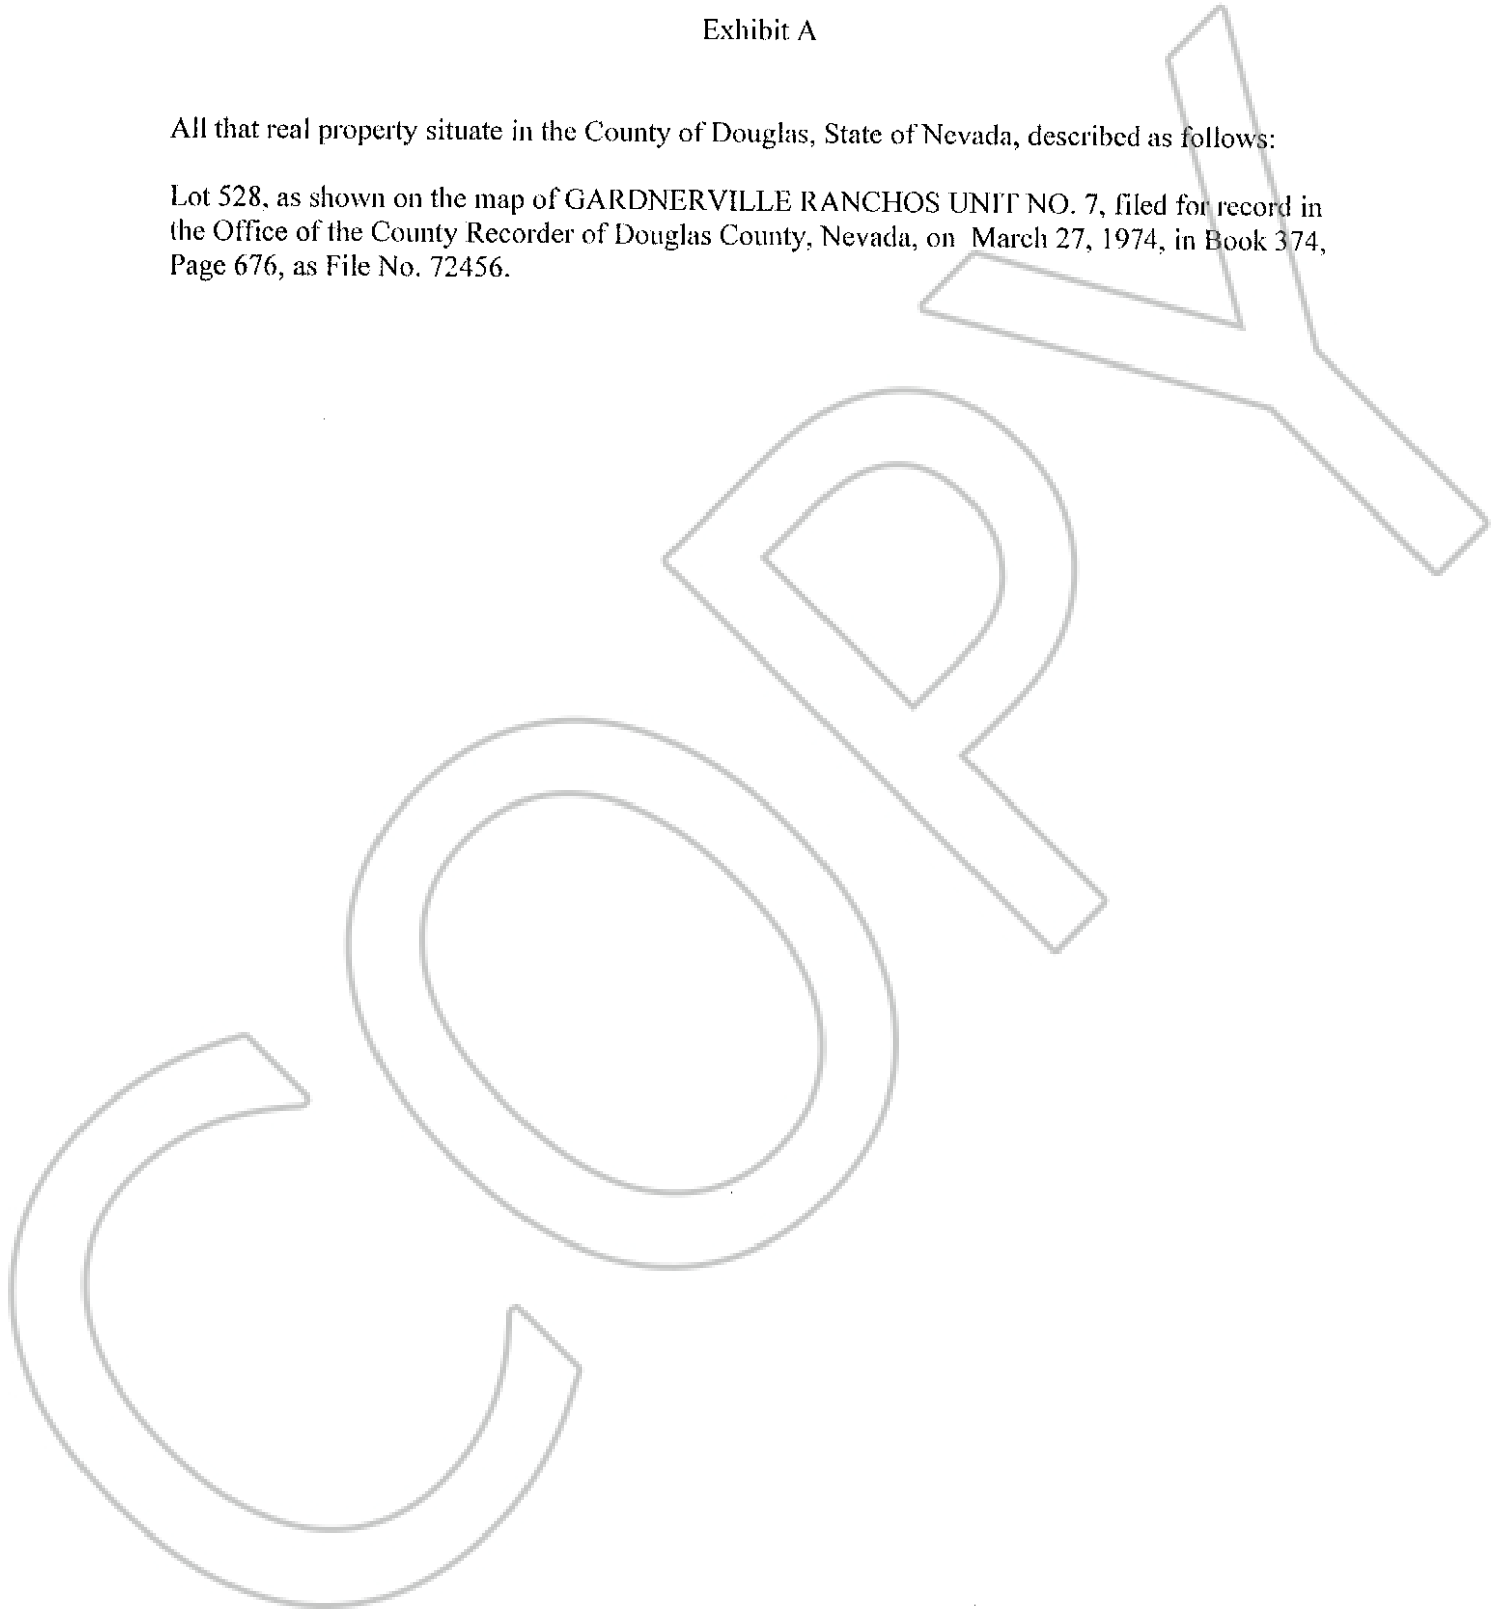 Exhibit A
All that real property situate in the County of Douglas, State of Nevada, described as follows:
Lot 528, as shown on the map of GARDNERVILLE RANCHOS UNIT NO. 7, filed for record in
the Office of the County Recorder of Douglas County, Nevada, on March 27, 1974, in Book 374,
Page 676, as File No. 72456.
COPY